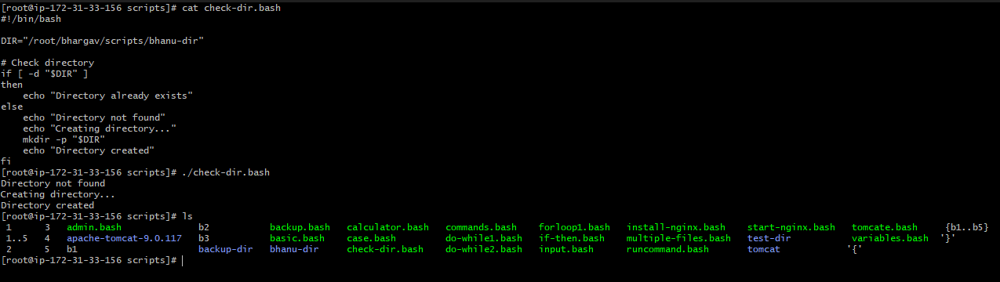 [root@ip-172-31-33-156 scripts]# cat check-dir.bash
#!/bin/bash

DIR="/root/bhargav/scripts/bhanu-dir"

# Check directory
if [ -d "$DIR" ]
then
    echo "Directory already exists"
else
    echo "Directory not found"
    echo "Creating directory..."
    mkdir -p "$DIR"
    echo "Directory created"
fi
[root@ip-172-31-33-156 scripts]# ./check-dir.bash
Directory not found
Creating directory...
Directory created
[root@ip-172-31-33-156 scripts]# ls
 1      3   admin.bash              b2           backup.bash   calculator.bash   commands.bash    forloop1.bash   install-nginx.bash    start-nginx.bash   tomcate.bash     {b1..b5}
 1..5   4   apache-tomcat-9.0.117   b3           basic.bash    case.bash         do-while1.bash   if-then.bash    multiple-files.bash   test-dir           variables.bash  '}'
 2      5   b1                      backup-dir   bhanu-dir     check-dir.bash    do-while2.bash   input.bash      runcommand.bash       tomcat            '{'
[root@ip-172-31-33-156 scripts]#